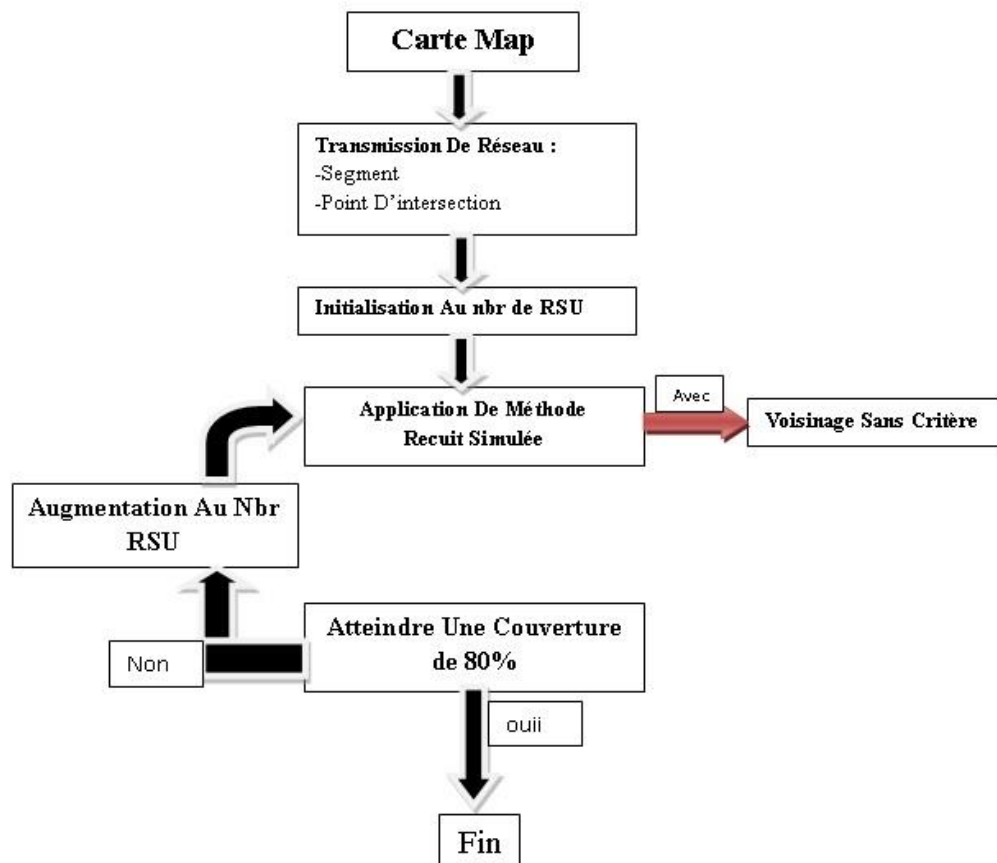 Carte Map
Transmission De Réseau :
-Segment
-Point D'intersection
Initialisation Au nbr de RSU
Application De Méthode
Recuit Simulée
Avec
Voisinage Sans Critère
Augmentation Au Nbr
RSU
Atteindre Une Couverture
de 80%
Non
ouii
Fin